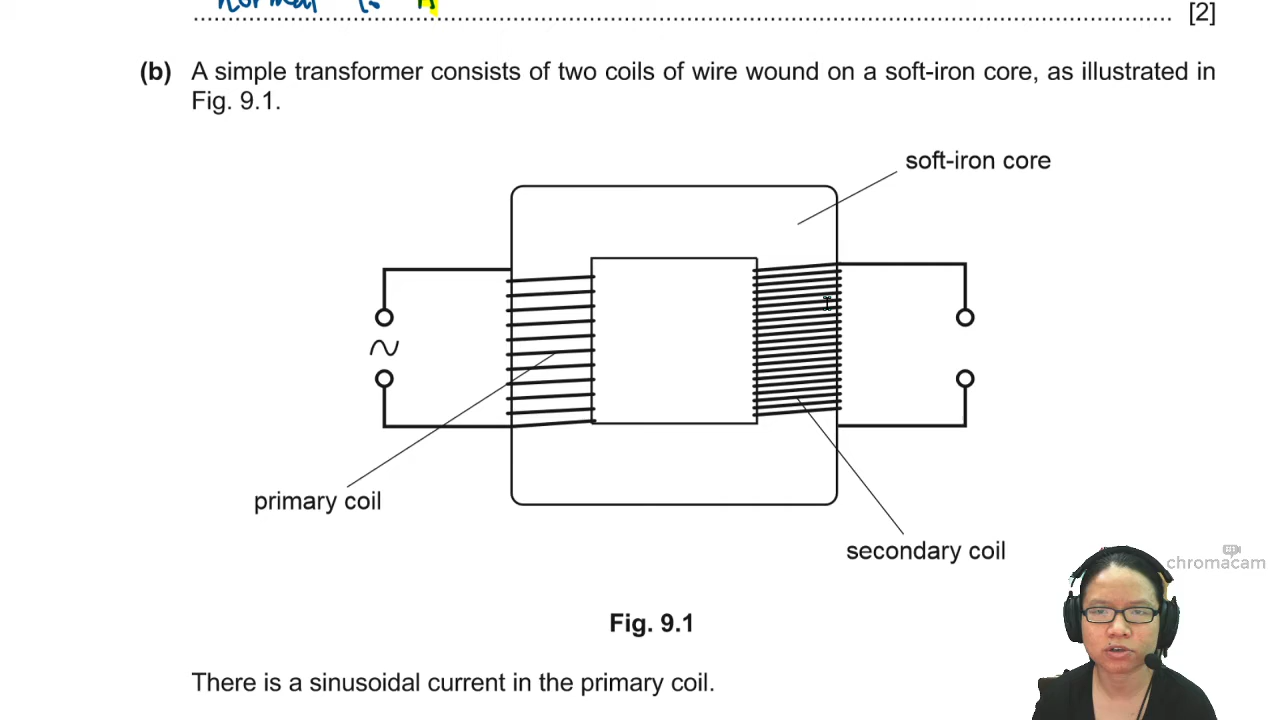 normal to A
[2]
(b) A simple transformer consists of two coils of wire wound on a soft-iron core, as illustrated in
Fig. 9.1.
soft-iron core
primary coil
secondary coil
chromacam
Fig. 9.1
There is a sinusoidal current in the primary coil.